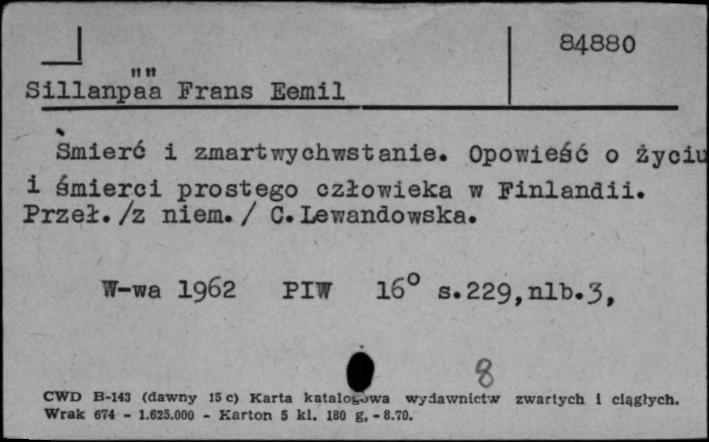 84880
Sillanpää Frans Eemil
Śmierć i zmartwychwstanie. Opowieść o życiu
i śmierci prostego człowieka w Finlandii.
Przeł./z niem./ C.Lewandowska.
W-wa 1962 PIW 16° s.229,nlb.3,
8
CWD B-143 (dawny 15 c) Karta katalogowa wydawnictw zwartych i ciągłych.
Wrak 674 - 1.625.000 - Karton 5 kl. 180 g. - 8.70.